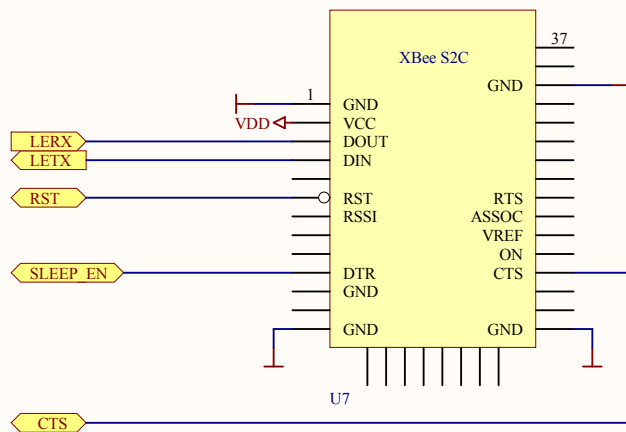 37
XBee S2C
GND
1
GND
VDD
VCC
LERX
DOUT
LETX
DIN
RST
RST
RTS
RSSI
ASSOC
VREF
ON
SLEEP_EN
DTR
CTS
GND
GND
GND
U7
CTS